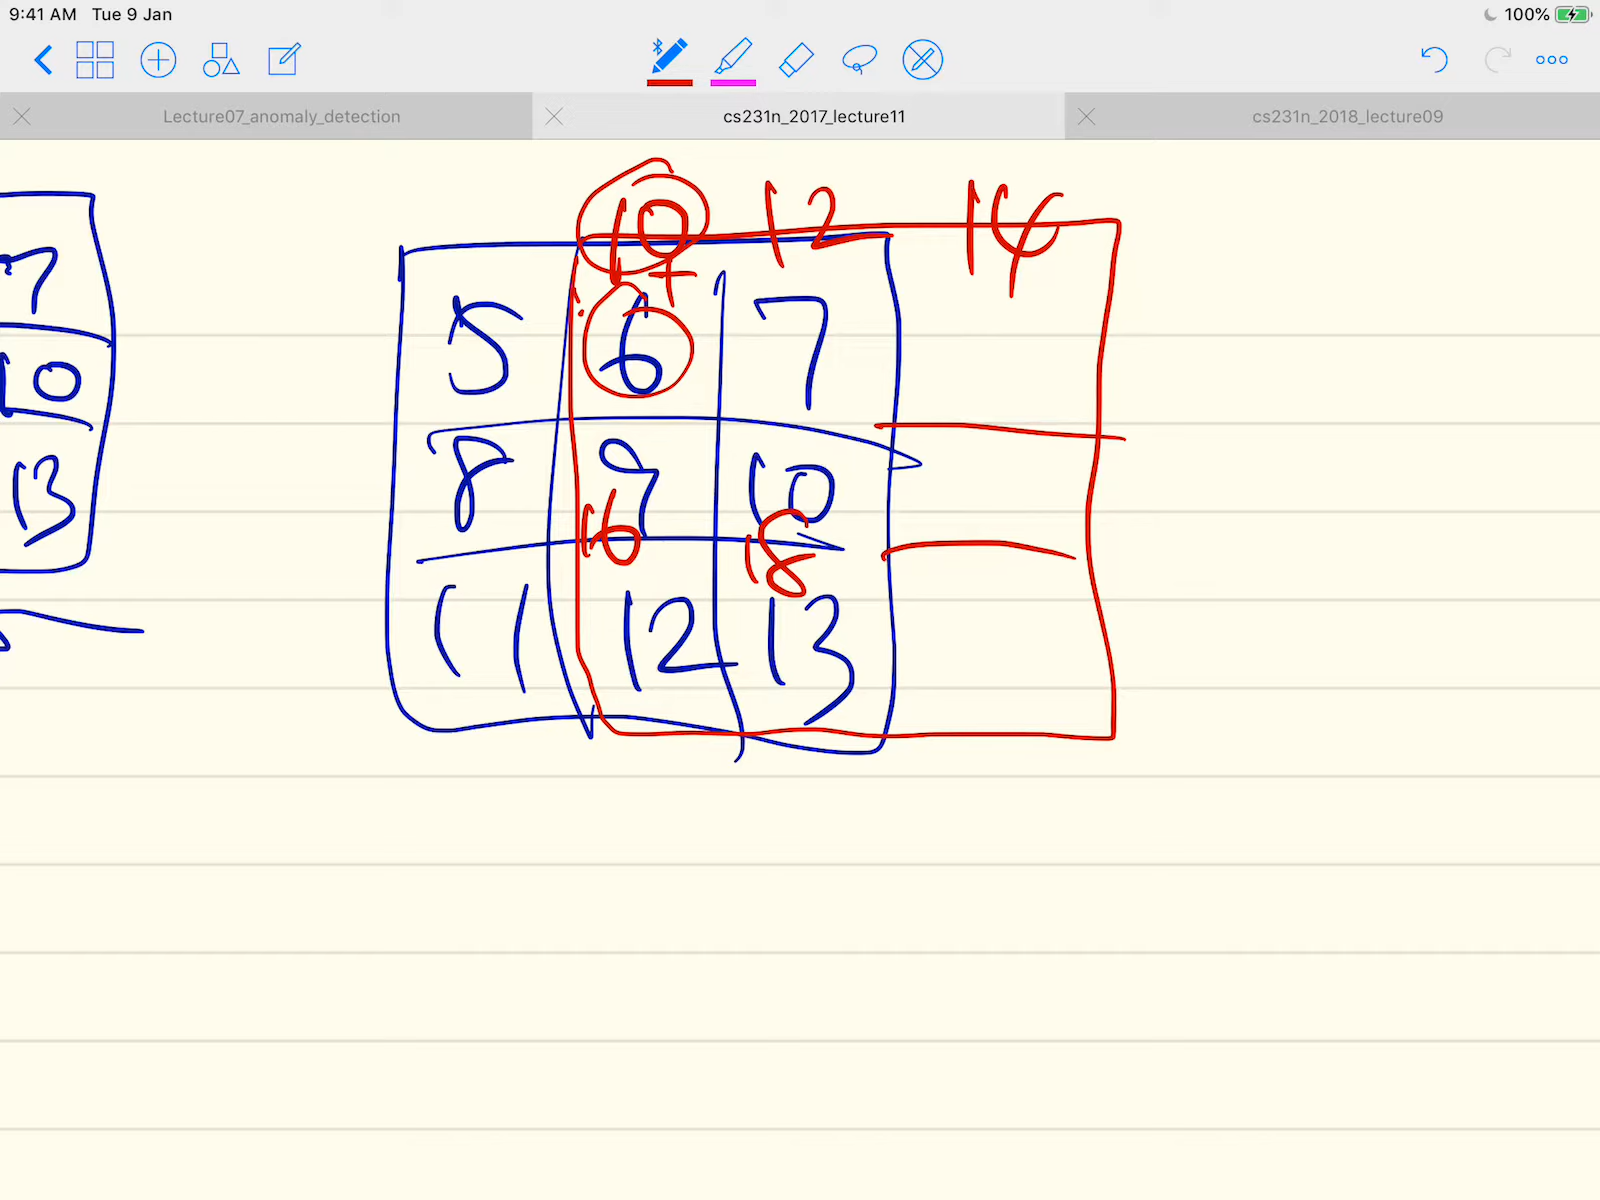 9:41 AM Tue 9 Jan 100%
Lecture07_anomaly_detection cs231n_2017_lecture11 cs231n_2018_lecture09
10 12 14
+
7 5 6 7
10 8 9 10
16 18
13 11 12 13